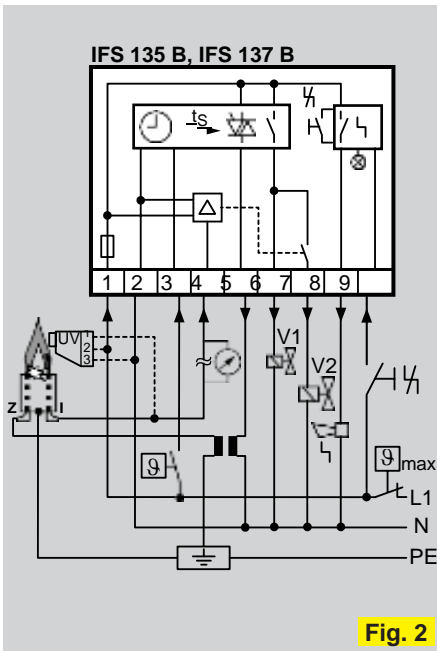 IFS 135 B, IFS 137 B
tS
1 2 3 4 5 6 7 8 9
UV 1
2
3
V1
V2
Z I
ϑ
ϑ max
L1
N
PE
Fig. 2